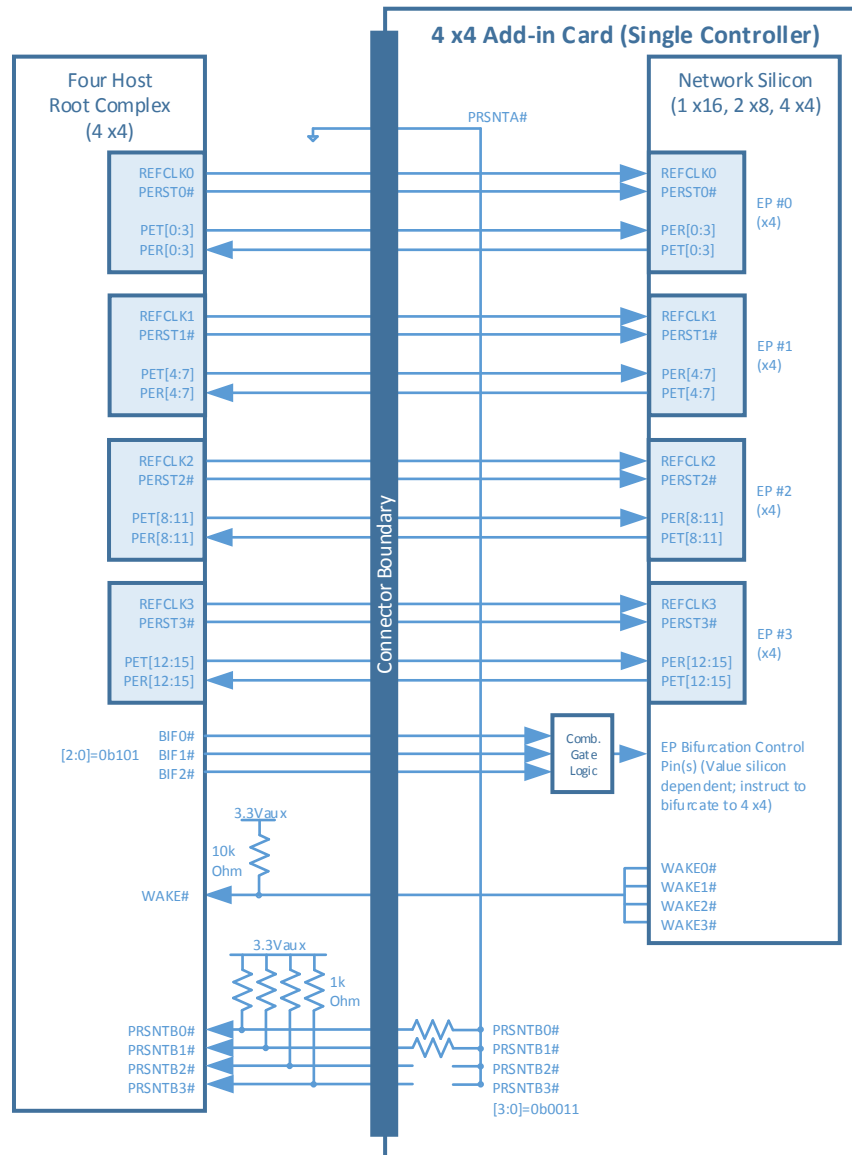 4 x4 Add-in Card (Single Controller)
Four Host
Root Complex
(4 x4)
Network Silicon
(1 x16, 2 x8, 4 x4)
PRSNTA#
REFCLK0
PERST0#
PET[0:3]
PER[0:3]
REFCLK0
PERST0#
PER[0:3]
PET[0:3]
EP #0
(x4)
REFCLK1
PERST1#
PET[4:7]
PER[4:7]
REFCLK1
PERST1#
PER[4:7]
PET[4:7]
EP #1
(x4)
REFCLK2
PERST2#
PET[8:11]
PER[8:11]
REFCLK2
PERST2#
PER[8:11]
PET[8:11]
EP #2
(x4)
REFCLK3
PERST3#
PET[12:15]
PER[12:15]
REFCLK3
PERST3#
PER[12:15]
PET[12:15]
EP #3
(x4)
Connector Boundary
[2:0]=0b101
BIF0#
BIF1#
BIF2#
Comb.
Gate
Logic
EP Bifurcation Control
Pin(s) (Value silicon
dependent; instruct to
bifurcate to 4 x4)
3.3Vaux
10k
Ohm
WAKE#
WAKE0#
WAKE1#
WAKE2#
WAKE3#
3.3Vaux
1k
Ohm
PRSNTB0#
PRSNTB1#
PRSNTB2#
PRSNTB3#
PRSNTB0#
PRSNTB1#
PRSNTB2#
PRSNTB3#
[3:0]=0b0011